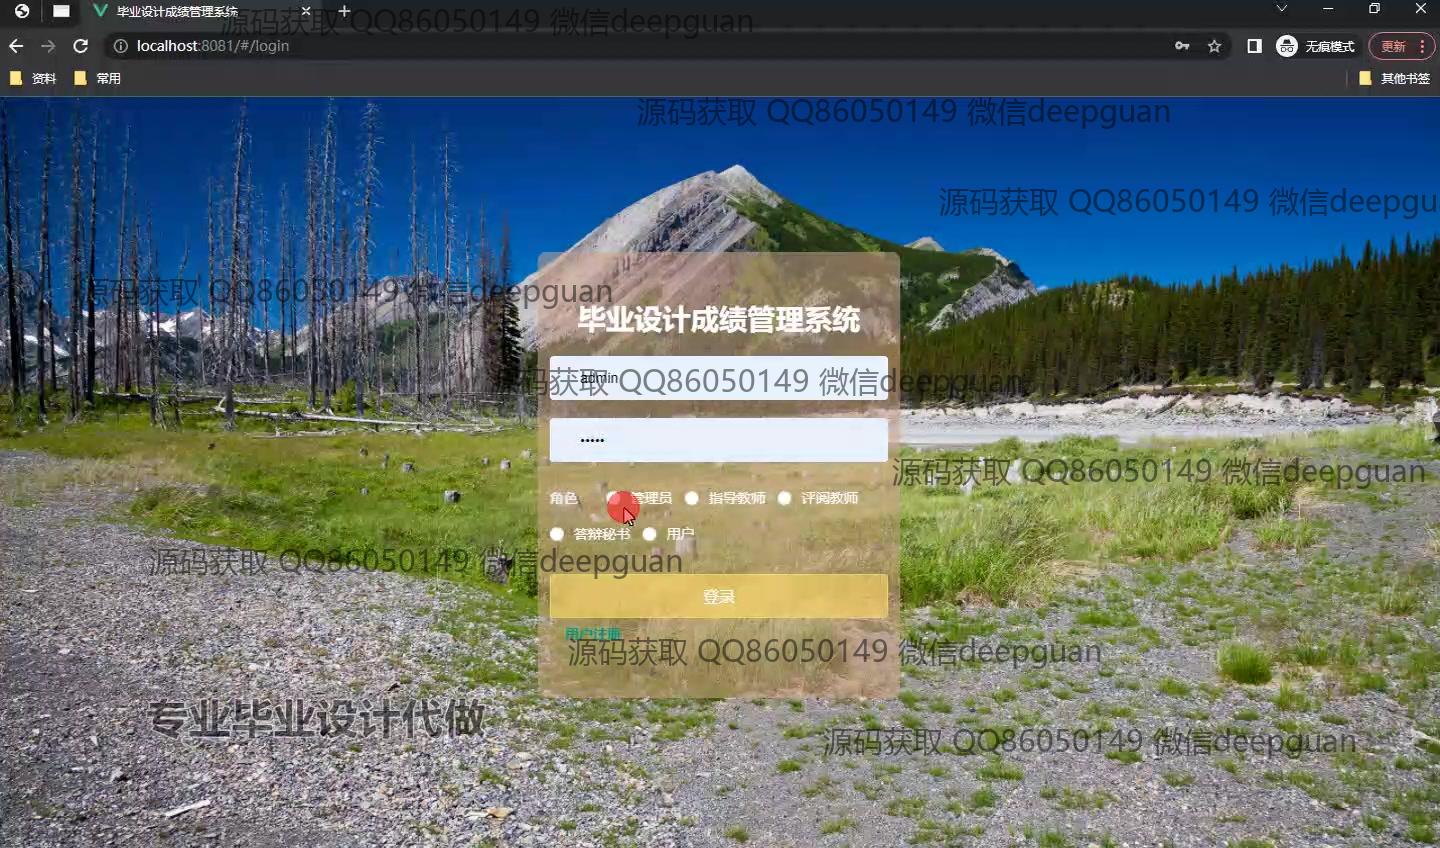 毕业设计成绩管理系统
源码获取 QQ86050149 微信deepguan
localhost:8081/#/login
无痕模式
更新
资料
常用
其他书签
源码获取 QQ86050149 微信deepguan
源码获取 QQ86050149 微信deepgu
源码获取 QQ86050149 微信deepguan
毕业设计成绩管理系统
admin
源码获取 QQ86050149 微信deepguan
•••••
源码获取 QQ86050149 微信deepguan
角色 管理员 指导教师 评阅教师
答辩秘书 用户
源码获取 QQ86050149 微信deepguan
登录
用户注册
源码获取 QQ86050149 微信deepguan
专业毕业设计代做
源码获取 QQ86050149 微信deepguan